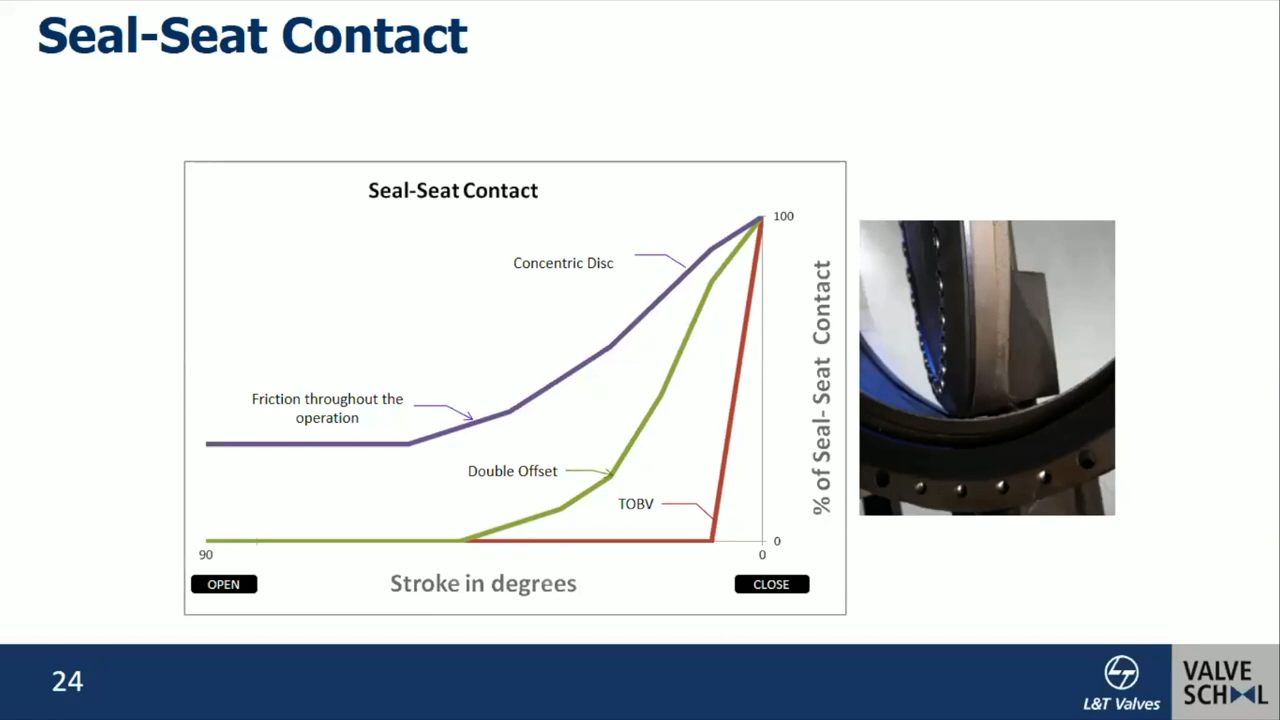 Seal-Seat Contact
Seal-Seat Contact
100
Concentric Disc
Friction throughout the
operation
Double Offset
TOBV
% of Seal- Seat Contact
0
90
0
OPEN
Stroke in degrees
CLOSE
24
L&T Valves
VALVE
SCHOOL